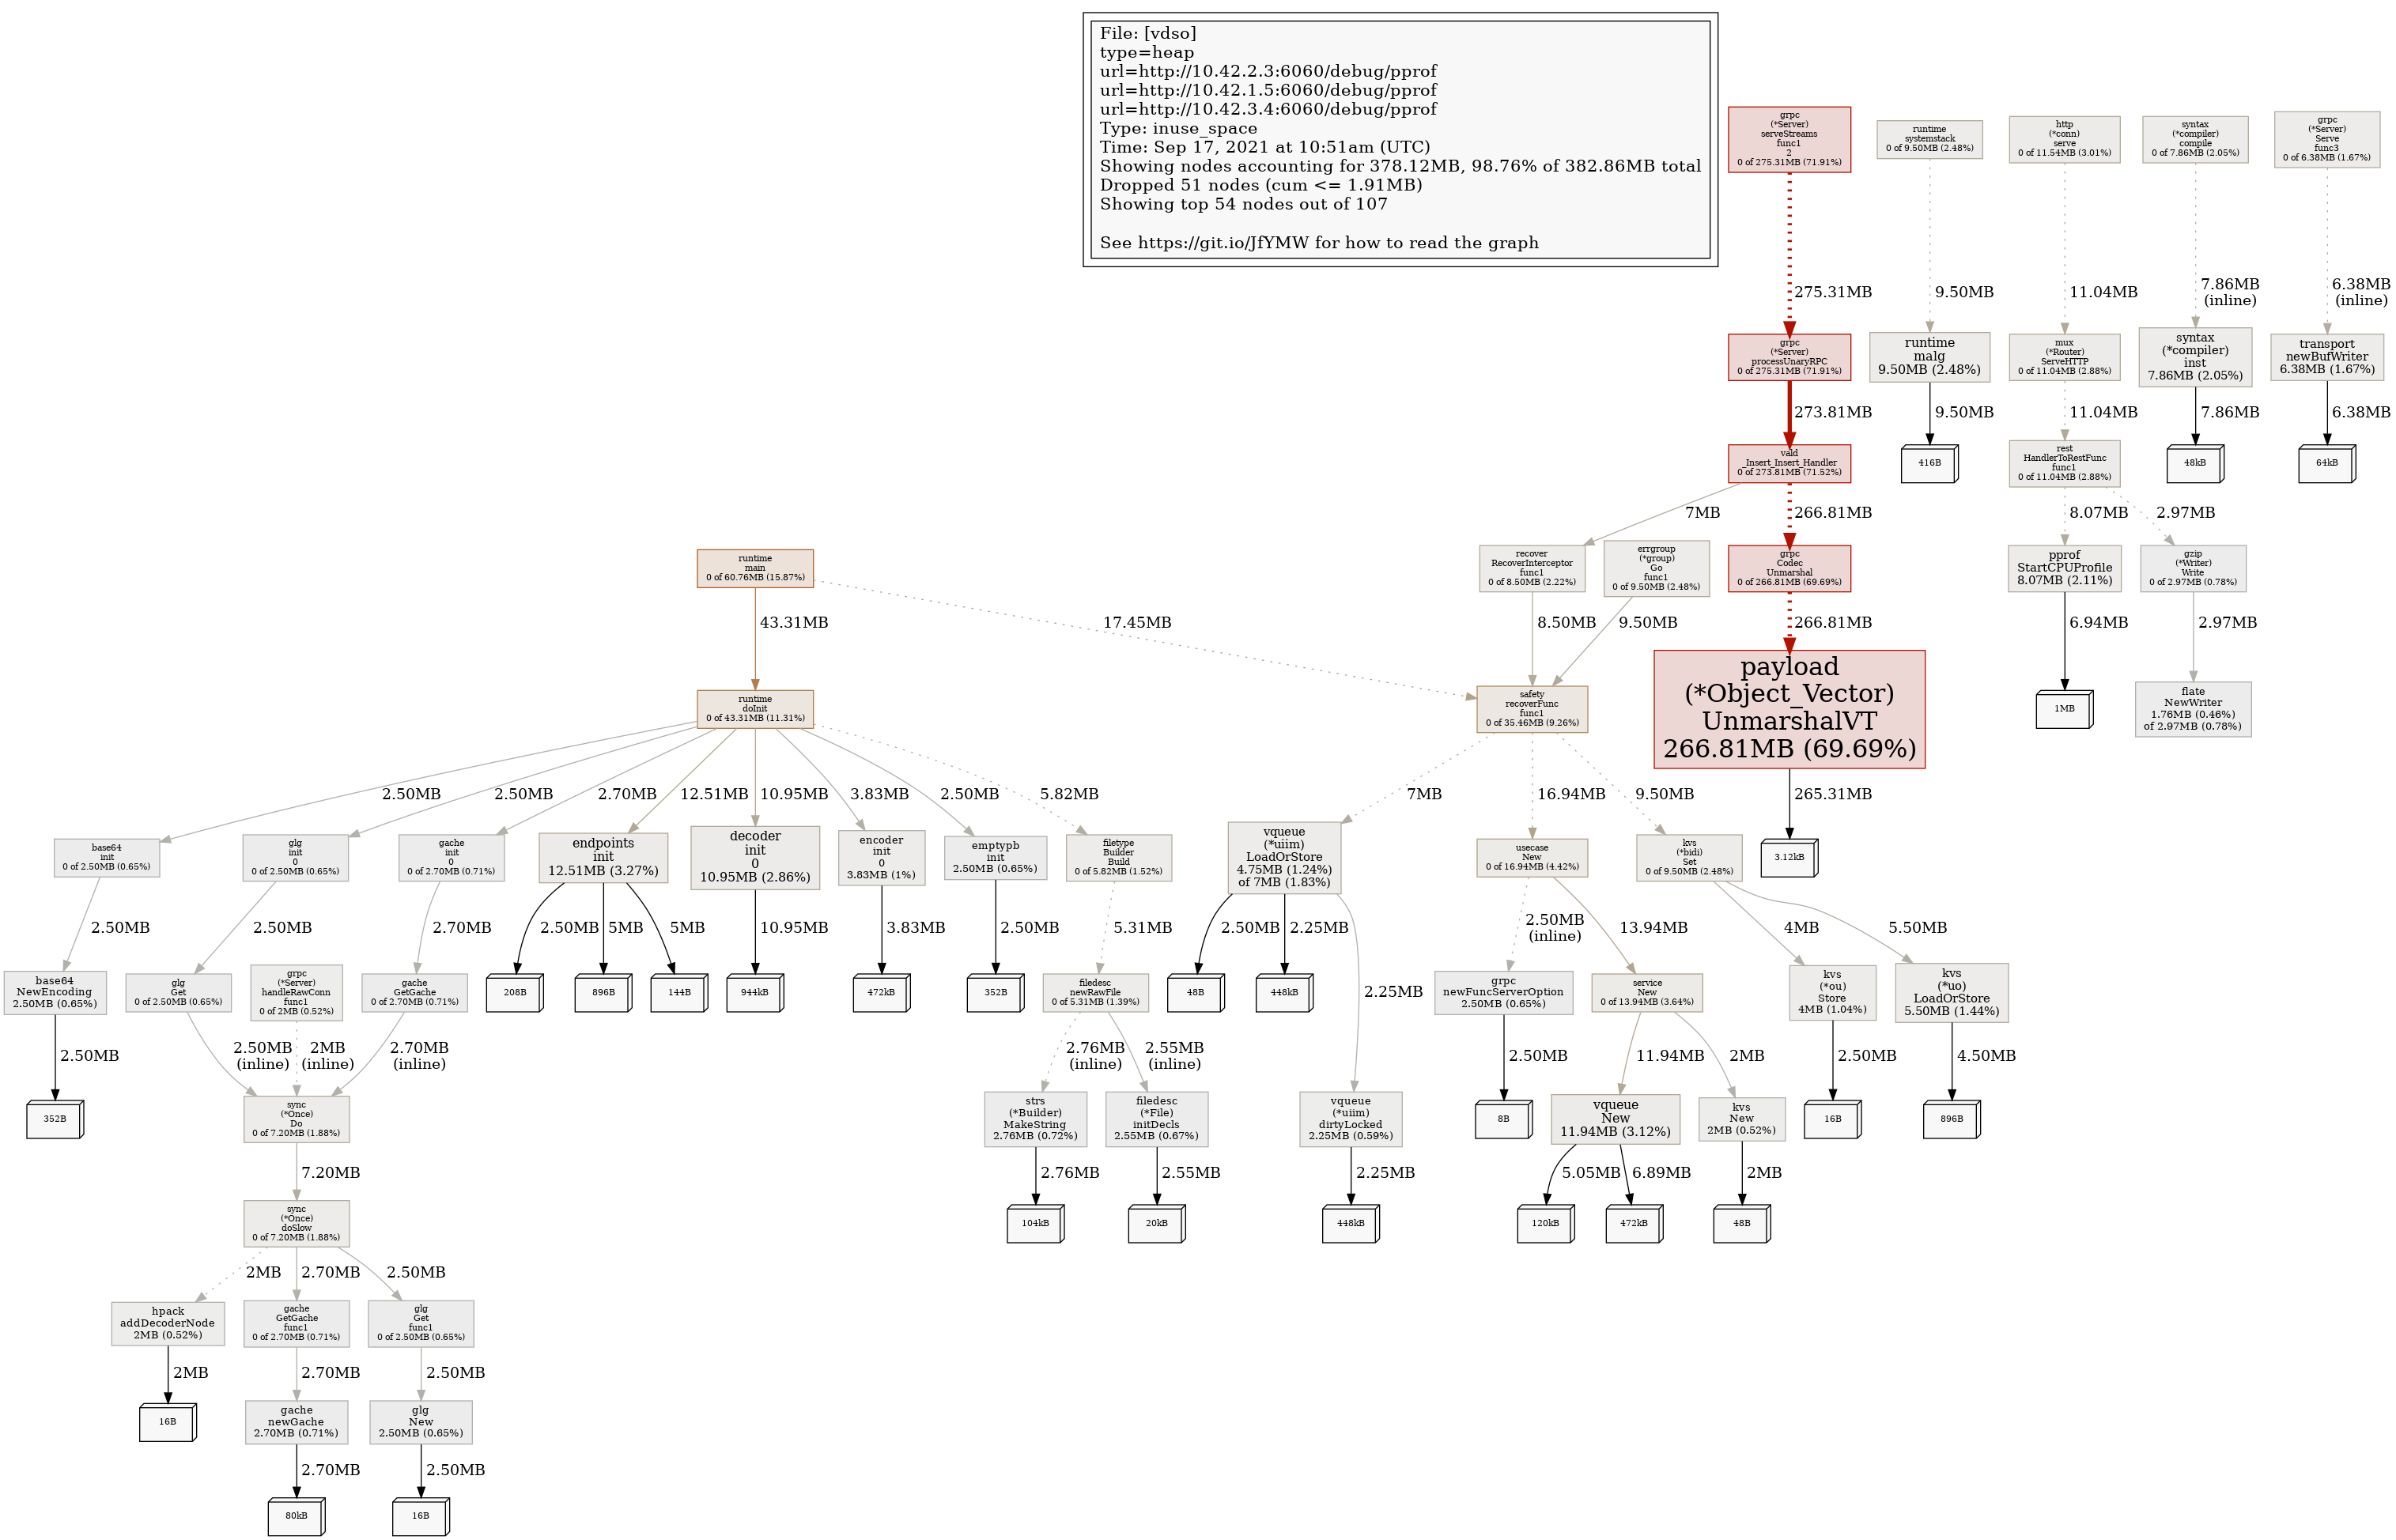 File: [vdso]
type=heap
url=http://10.42.2.3:6060/debug/pprof
url=http://10.42.1.5:6060/debug/pprof
url=http://10.42.3.4:6060/debug/pprof
Type: inuse_space
Time: Sep 17, 2021 at 10:51am (UTC)
Showing nodes accounting for 378.12MB, 98.76% of 382.86MB total
Dropped 51 nodes (cum <= 1.91MB)
Showing top 54 nodes out of 107
See https://git.io/JfYMW for how to read the graph
grpc
(*Server)
serveStreams
func1
2
0 of 275.31MB (71.91%)
runtime
systemstack
0 of 9.50MB (2.48%)
http
(*conn)
serve
0 of 11.54MB (3.01%)
syntax
(*compiler)
compile
0 of 7.86MB (2.05%)
grpc
(*Server)
Serve
func3
0 of 6.38MB (1.67%)
275.31MB
9.50MB
11.04MB
7.86MB
(inline)
6.38MB
(inline)
grpc
(*Server)
processUnaryRPC
0 of 275.31MB (71.91%)
runtime
malg
9.50MB (2.48%)
mux
(*Router)
ServeHTTP
0 of 11.04MB (2.88%)
syntax
(*compiler)
inst
7.86MB (2.05%)
transport
newBufWriter
6.38MB (1.67%)
273.81MB
9.50MB
11.04MB
7.86MB
6.38MB
vald
_Insert_Insert_Handler
0 of 273.81MB (71.52%)
416B
rest
HandlerToRestFunc
func1
0 of 11.04MB (2.88%)
48kB
64kB
7MB
266.81MB
8.07MB
2.97MB
runtime
main
0 of 60.76MB (15.87%)
recover
RecoverInterceptor
func1
0 of 8.50MB (2.22%)
errgroup
(*group)
Go
func1
0 of 9.50MB (2.48%)
grpc
Codec
Unmarshal
0 of 266.81MB (69.69%)
pprof
StartCPUProfile
8.07MB (2.11%)
gzip
(*Writer)
Write
0 of 2.97MB (0.78%)
43.31MB
17.45MB
8.50MB
9.50MB
266.81MB
6.94MB
2.97MB
runtime
doInit
0 of 43.31MB (11.31%)
safety
recoverFunc
func1
0 of 35.46MB (9.26%)
payload
(*Object_Vector)
UnmarshalVT
266.81MB (69.69%)
1MB
flate
NewWriter
1.76MB (0.46%)
of 2.97MB (0.78%)
2.50MB
2.50MB
2.70MB
12.51MB
10.95MB
3.83MB
2.50MB
5.82MB
7MB
16.94MB
9.50MB
265.31MB
base64
init
0 of 2.50MB (0.65%)
glg
init
0
0 of 2.50MB (0.65%)
gache
init
0
0 of 2.70MB (0.71%)
endpoints
init
12.51MB (3.27%)
decoder
init
0
10.95MB (2.86%)
encoder
init
0
3.83MB (1%)
emptypb
init
2.50MB (0.65%)
filetype
Builder
Build
0 of 5.82MB (1.52%)
vqueue
(*uiim)
LoadOrStore
4.75MB (1.24%)
of 7MB (1.83%)
usecase
New
0 of 16.94MB (4.42%)
kvs
(*bidi)
Set
0 of 9.50MB (2.48%)
3.12kB
2.50MB
2.50MB
2.70MB
2.50MB
5MB
5MB
10.95MB
3.83MB
2.50MB
5.31MB
2.50MB
2.25MB
2.25MB
2.50MB
(inline)
13.94MB
4MB
5.50MB
base64
NewEncoding
2.50MB (0.65%)
glg
Get
0 of 2.50MB (0.65%)
grpc
(*Server)
handleRawConn
func1
0 of 2MB (0.52%)
gache
GetGache
0 of 2.70MB (0.71%)
208B
896B
144B
944kB
472kB
352B
filedesc
newRawFile
0 of 5.31MB (1.39%)
48B
448kB
grpc
newFuncServerOption
2.50MB (0.65%)
service
New
0 of 13.94MB (3.64%)
kvs
(*ou)
Store
4MB (1.04%)
kvs
(*uo)
LoadOrStore
5.50MB (1.44%)
2.50MB
2.50MB
(inline)
2MB
(inline)
2.70MB
(inline)
2.76MB
(inline)
2.55MB
(inline)
2.50MB
11.94MB
2MB
2.50MB
4.50MB
352B
sync
(*Once)
Do
0 of 7.20MB (1.88%)
strs
(*Builder)
MakeString
2.76MB (0.72%)
filedesc
(*File)
initDecls
2.55MB (0.67%)
vqueue
(*uiim)
dirtyLocked
2.25MB (0.59%)
8B
vqueue
New
11.94MB (3.12%)
kvs
New
2MB (0.52%)
16B
896B
7.20MB
2.76MB
2.55MB
2.25MB
5.05MB
6.89MB
2MB
sync
(*Once)
doSlow
0 of 7.20MB (1.88%)
104kB
20kB
448kB
120kB
472kB
48B
2MB
2.70MB
2.50MB
hpack
addDecoderNode
2MB (0.52%)
gache
GetGache
func1
0 of 2.70MB (0.71%)
glg
Get
func1
0 of 2.50MB (0.65%)
2MB
2.70MB
2.50MB
16B
gache
newGache
2.70MB (0.71%)
glg
New
2.50MB (0.65%)
2.70MB
2.50MB
80kB
16B